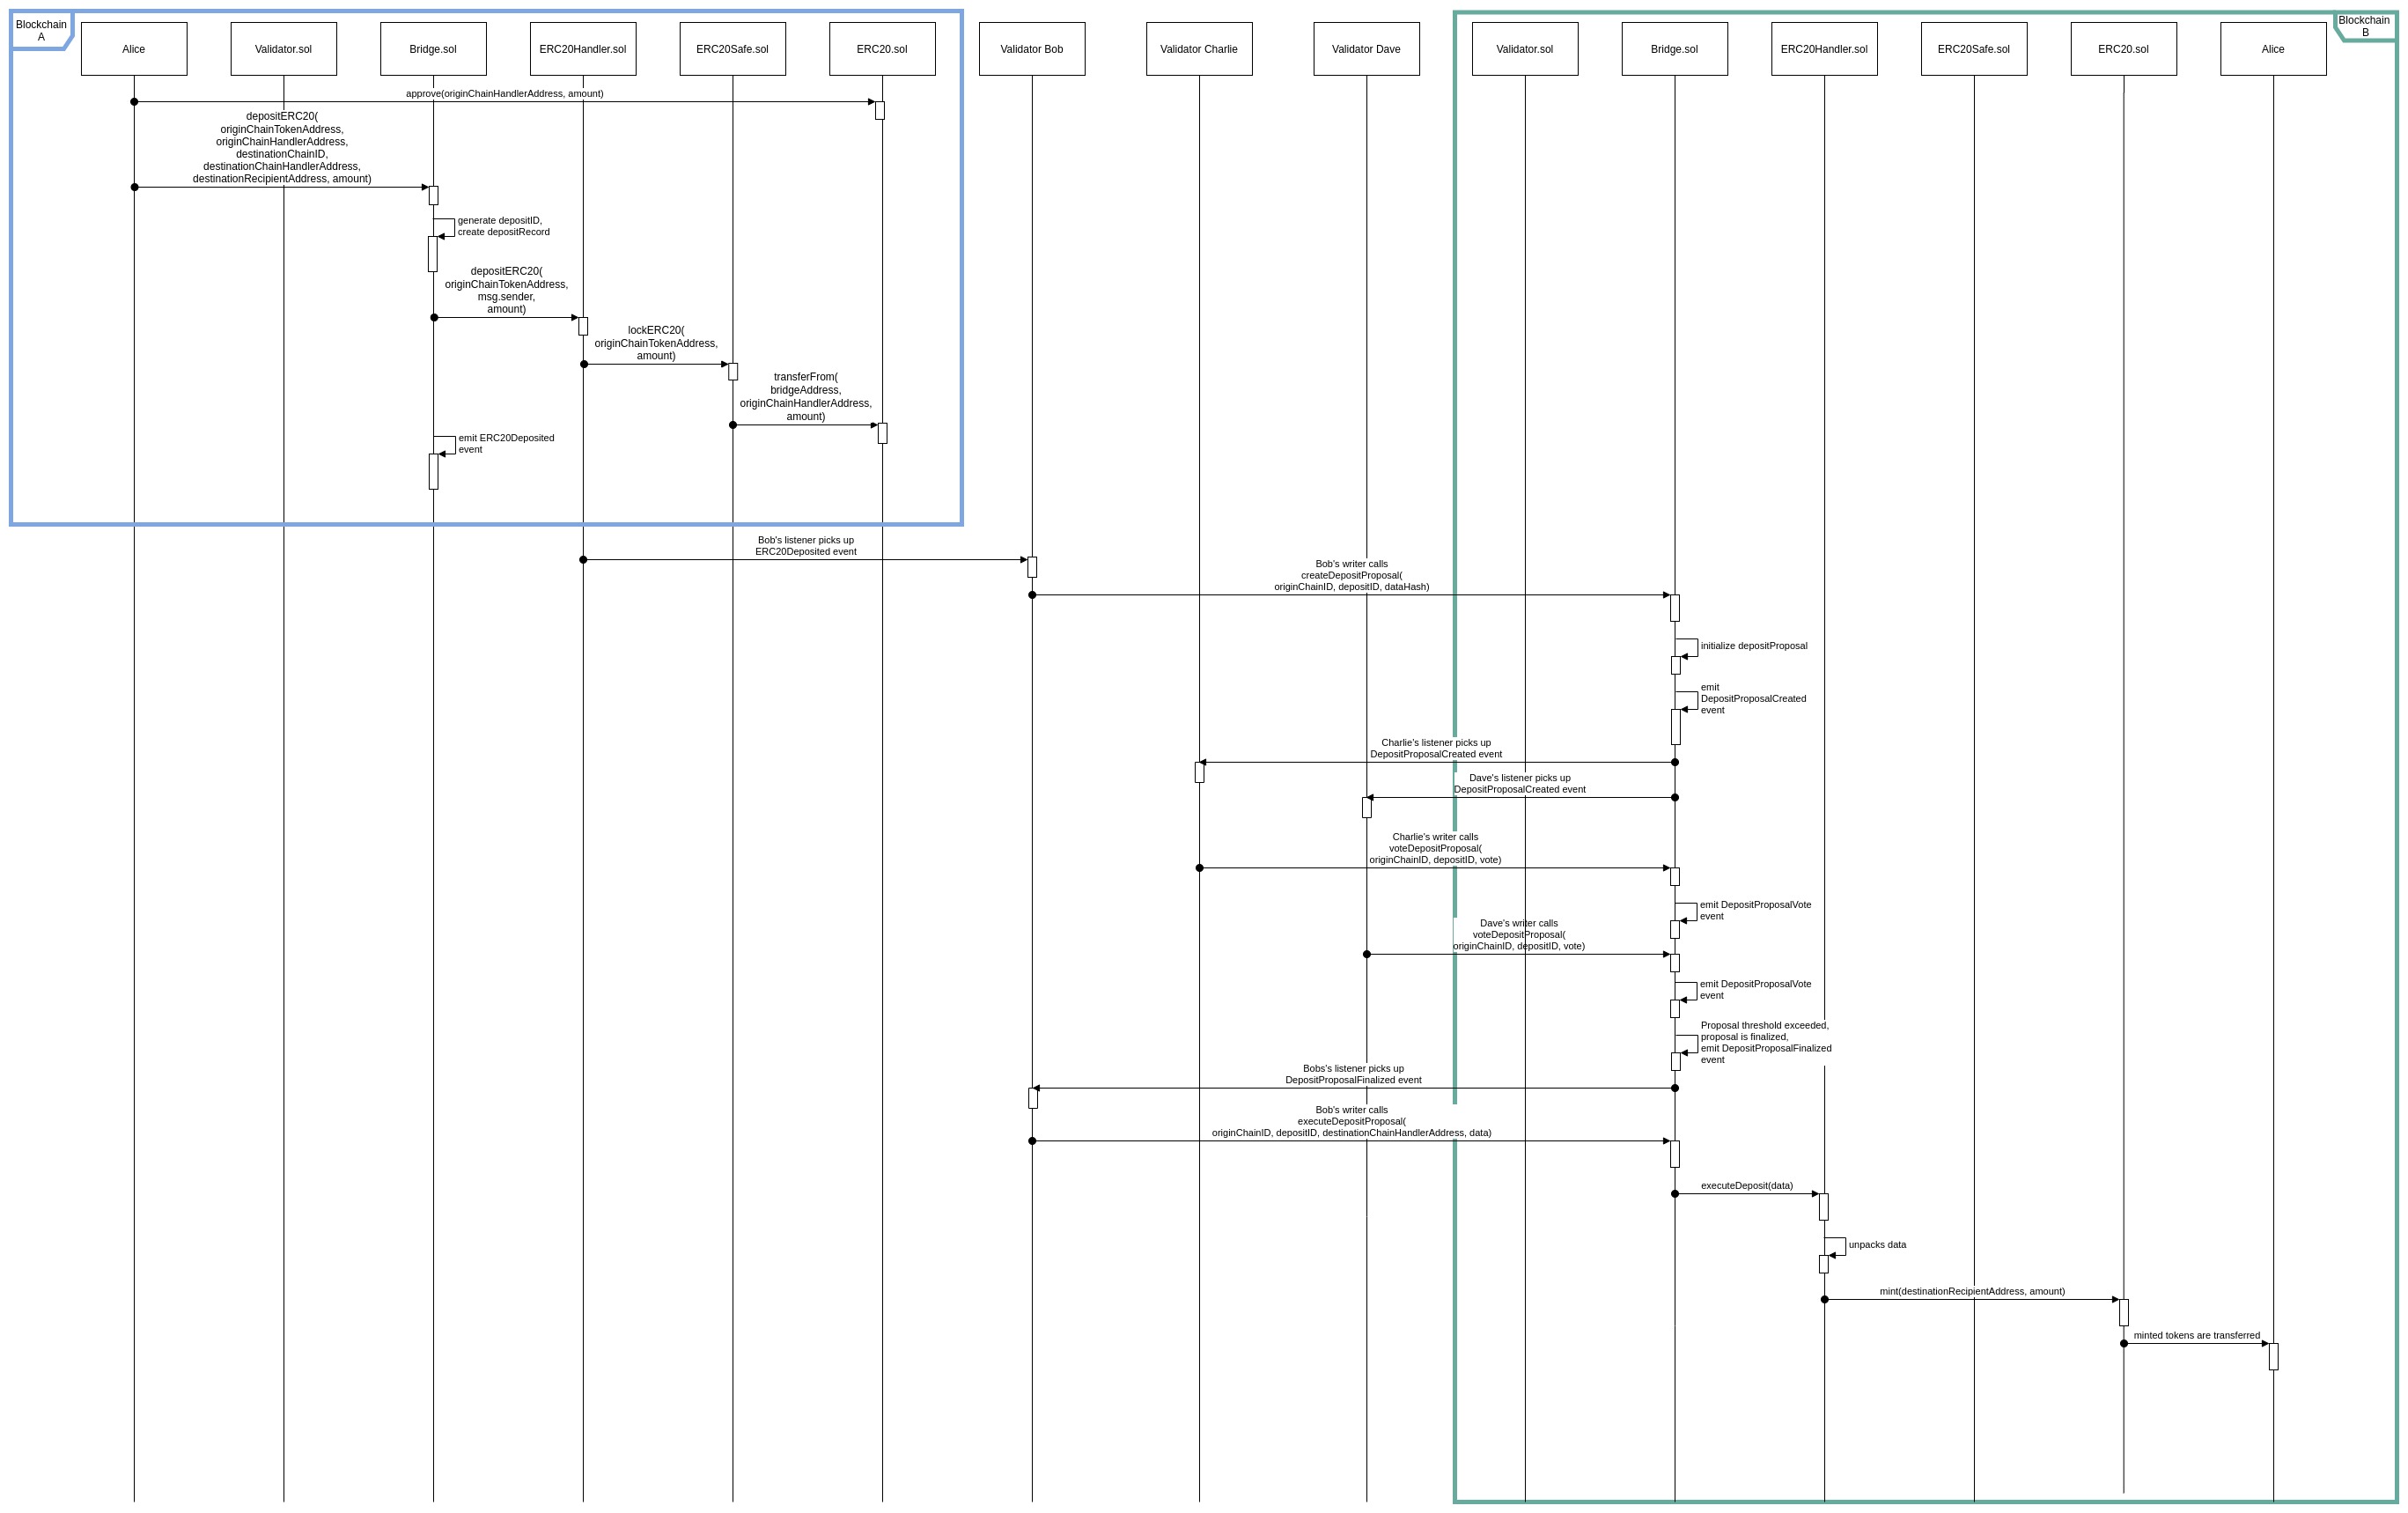 Blockchain
A
Alice
Validator.sol
Bridge.sol
ERC20Handler.sol
ERC20Safe.sol
ERC20.sol
Validator Bob
Validator Charlie
Validator Dave
Validator.sol
Bridge.sol
ERC20Handler.sol
ERC20Safe.sol
ERC20.sol
Alice
Blockchain
B
approve(originChainHandlerAddress, amount)
depositERC20(
originChainTokenAddress,
originChainHandlerAddress,
destinationChainID,
destinationChainHandlerAddress,
destinationRecipientAddress, amount)
generate depositID,
create depositRecord
depositERC20(
originChainTokenAddress,
msg.sender,
amount)
lockERC20(
originChainTokenAddress,
amount)
transferFrom(
bridgeAddress,
originChainHandlerAddress,
amount)
emit ERC20Deposited
event
Bob's listener picks up
ERC20Deposited event
Bob's writer calls
createDepositProposal(
originChainID, depositID, dataHash)
initialize depositProposal
emit
DepositProposalCreated
event
Charlie's listener picks up
DepositProposalCreated event
Dave's listener picks up
DepositProposalCreated event
Charlie's writer calls
voteDepositProposal(
originChainID, depositID, vote)
emit DepositProposalVote
event
Dave's writer calls
voteDepositProposal(
originChainID, depositID, vote)
emit DepositProposalVote
event
Proposal threshold exceeded,
proposal is finalized,
emit DepositProposalFinalized
event
Bobs's listener picks up
DepositProposalFinalized event
Bob's writer calls
executeDepositProposal(
originChainID, depositID, destinationChainHandlerAddress, data)
executeDeposit(data)
unpacks data
mint(destinationRecipientAddress, amount)
minted tokens are transferred